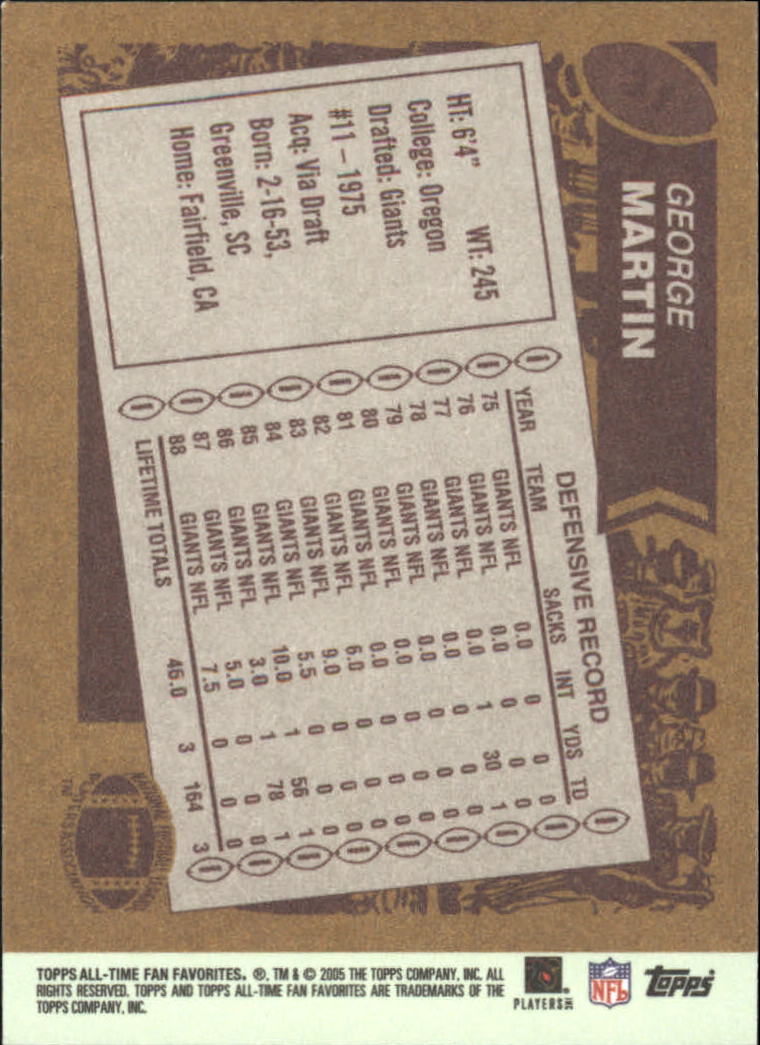 GEORGE
MARTIN
HT: 6'4" WT: 245
College: Oregon
Drafted: Giants
#11 – 1975
Acq: Via Draft
Born: 2-16-53,
Greenville, SC
Home: Fairfield, CA
DEFENSIVE RECORD
YEAR TEAM SACKS INT YDS TD
75 GIANTS NFL 0.0 0 0 0
76 GIANTS NFL 0.0 0 0 0
77 GIANTS NFL 0.0 1 30 1
78 GIANTS NFL 0.0 0 0 0
79 GIANTS NFL 0.0 0 0 0
80 GIANTS NFL 0.0 0 0 0
81 GIANTS NFL 0.0 0 0 0
82 GIANTS NFL 6.0 0 0 0
83 GIANTS NFL 9.0 0 0 0
84 GIANTS NFL 5.5 0 0 0
85 GIANTS NFL 10.0 1 56 1
86 GIANTS NFL 3.0 1 78 1
87 GIANTS NFL 5.0 0 0 0
88 GIANTS NFL 7.5 0 0 0
LIFETIME TOTALS 46.0 3 164 3
TOPPS ALL-TIME FAN FAVORITES. ®, TM & © 2005 THE TOPPS COMPANY, INC. ALL
RIGHTS RESERVED. TOPPS AND TOPPS ALL-TIME FAN FAVORITES ARE TRADEMARKS OF THE
TOPPS COMPANY, INC.
PLAYERS INC
NFL
TOPPS